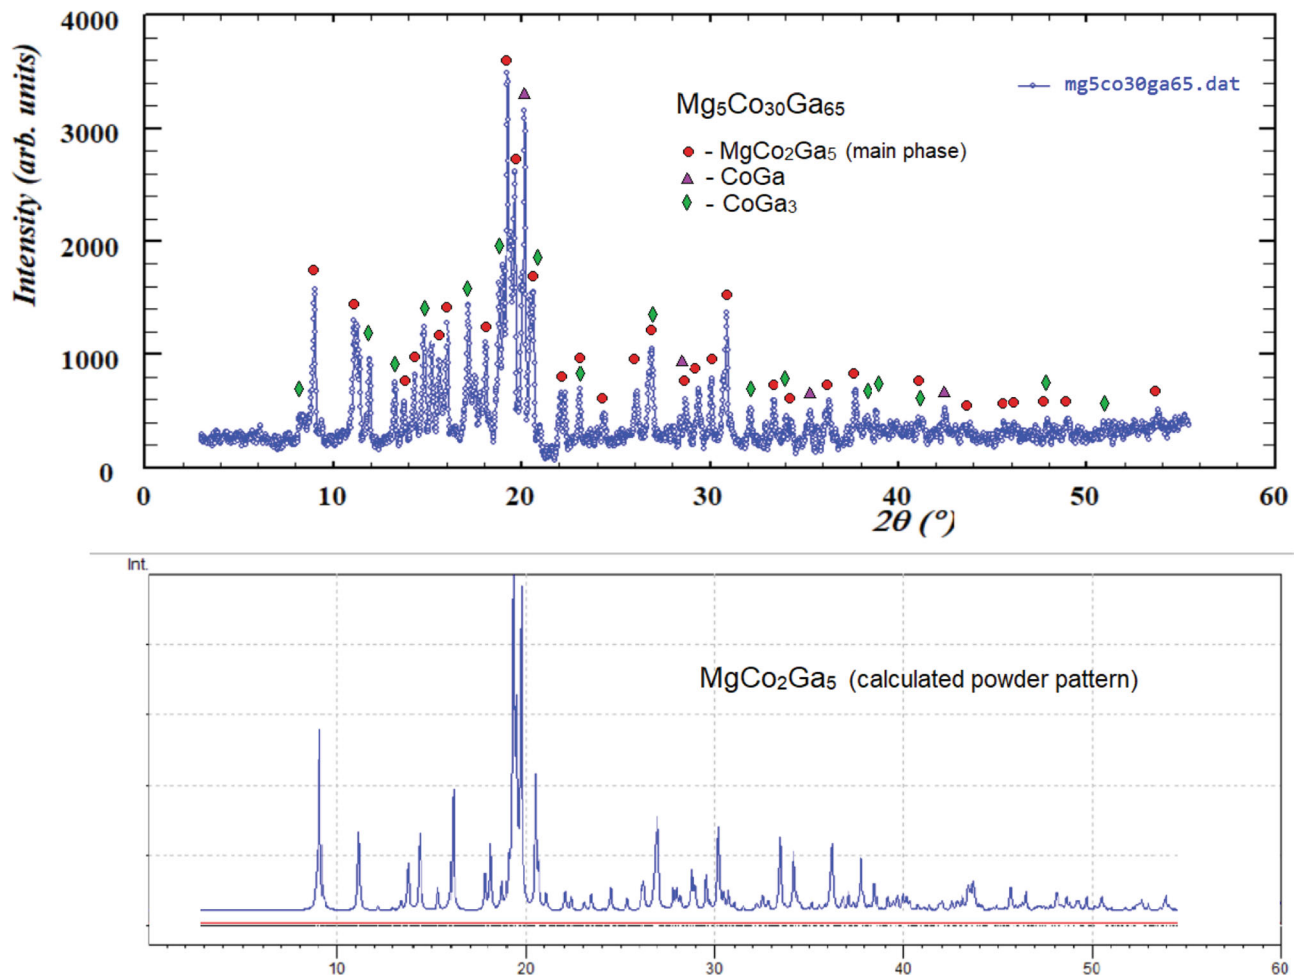 4000
3000
2000
1000
0
Intensity (arb. units)
mg5co30ga65.dat
Mg₅Co₃₀Ga₆₅
- MgCo₂Ga₅ (main phase)
- CoGa
- CoGa₃
0 10 20 30 40 50 60
2θ (°)
Int.
MgCo₂Ga₅ (calculated powder pattern)
10 20 30 40 50 60